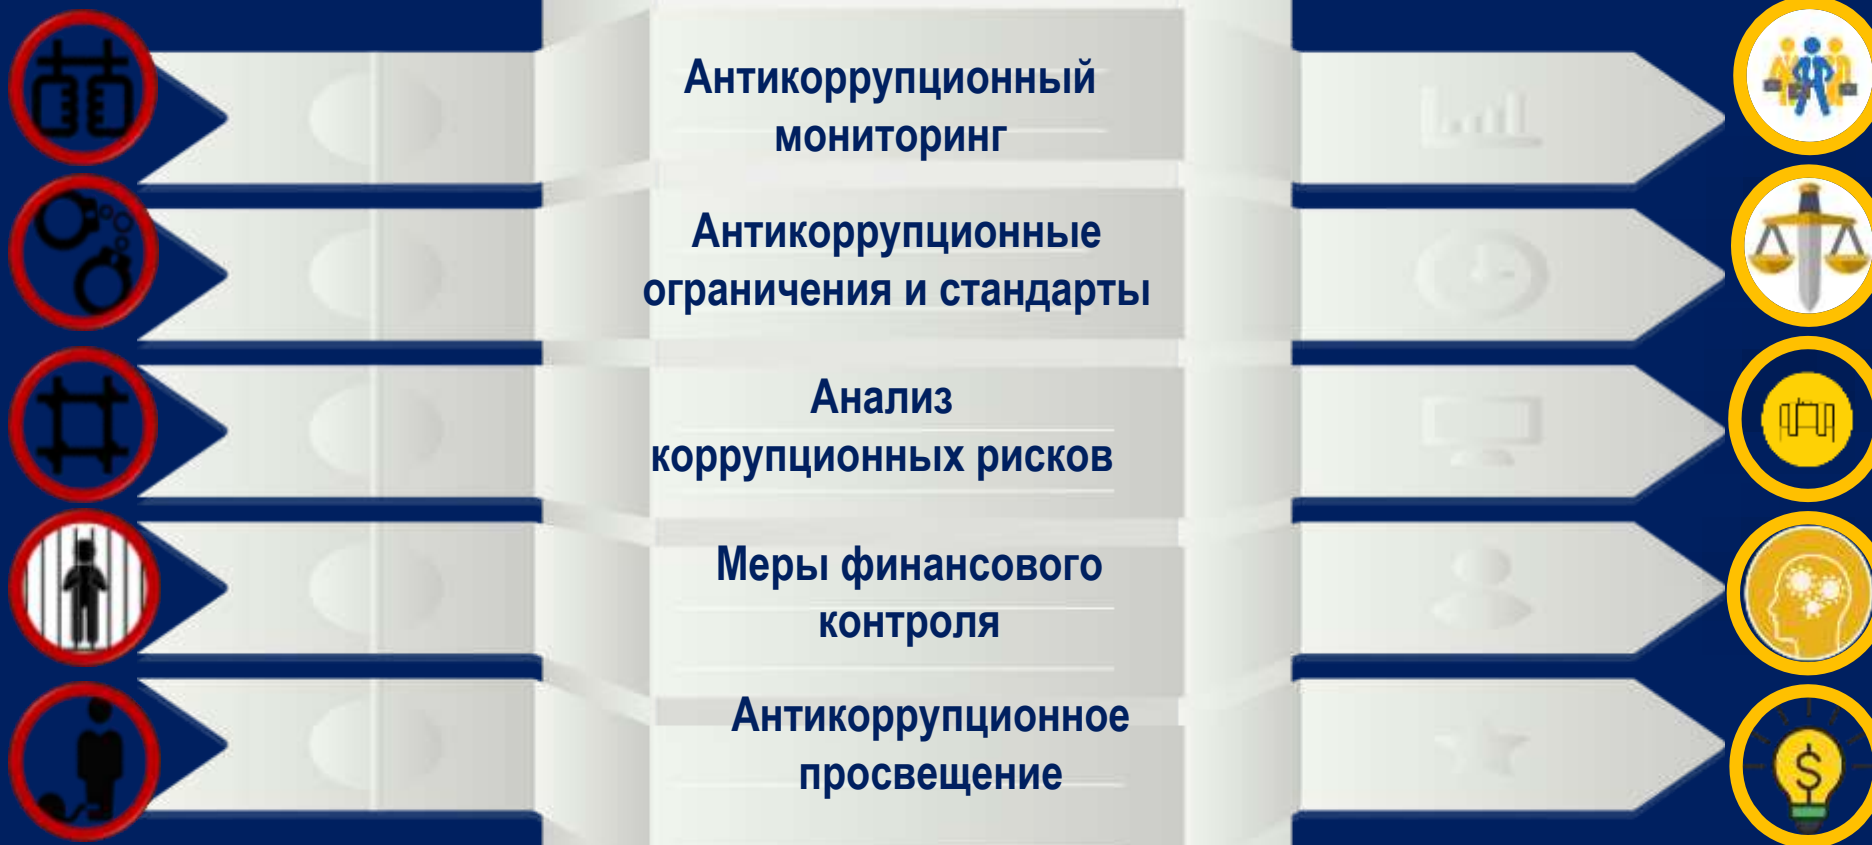 Антикоррупционный
мониторинг
Антикоррупционные
ограничения и стандарты
Анализ
коррупционных рисков
Меры финансового
контроля
Антикоррупционное
просвещение
$